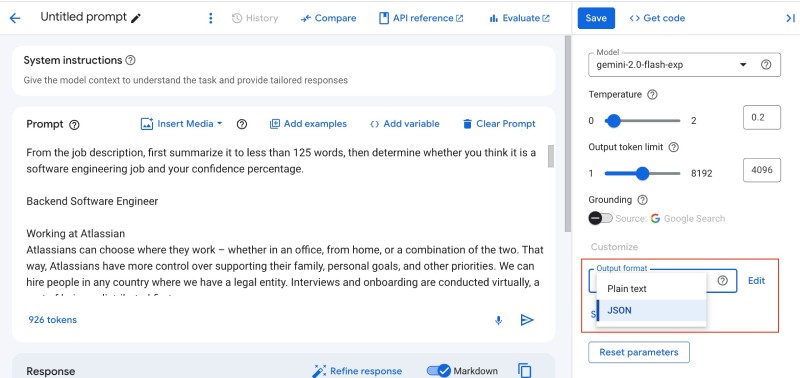 Untitled prompt
History
Compare
API reference
Evaluate
Save
<> Get code
System instructions
Give the model context to understand the task and provide tailored responses
Prompt
Insert Media
Add examples
Add variable
Clear Prompt
From the job description, first summarize it to less than 125 words, then determine whether you think it is a
software engineering job and your confidence percentage.
Backend Software Engineer
Working at Atlassian
Atlassians can choose where they work – whether in an office, from home, or a combination of the two. That
way, Atlassians have more control over supporting their family, personal goals, and other priorities. We can
hire people in any country where we have a legal entity. Interviews and onboarding are conducted virtually, a
926 tokens
Response
Refine response
Markdown
Model
gemini-2.0-flash-exp
Temperature
0
2
0.2
Output token limit
1
8192
4096
Grounding
Source: Google Search
Customize
Output format
Plain text
JSON
Edit
Reset parameters